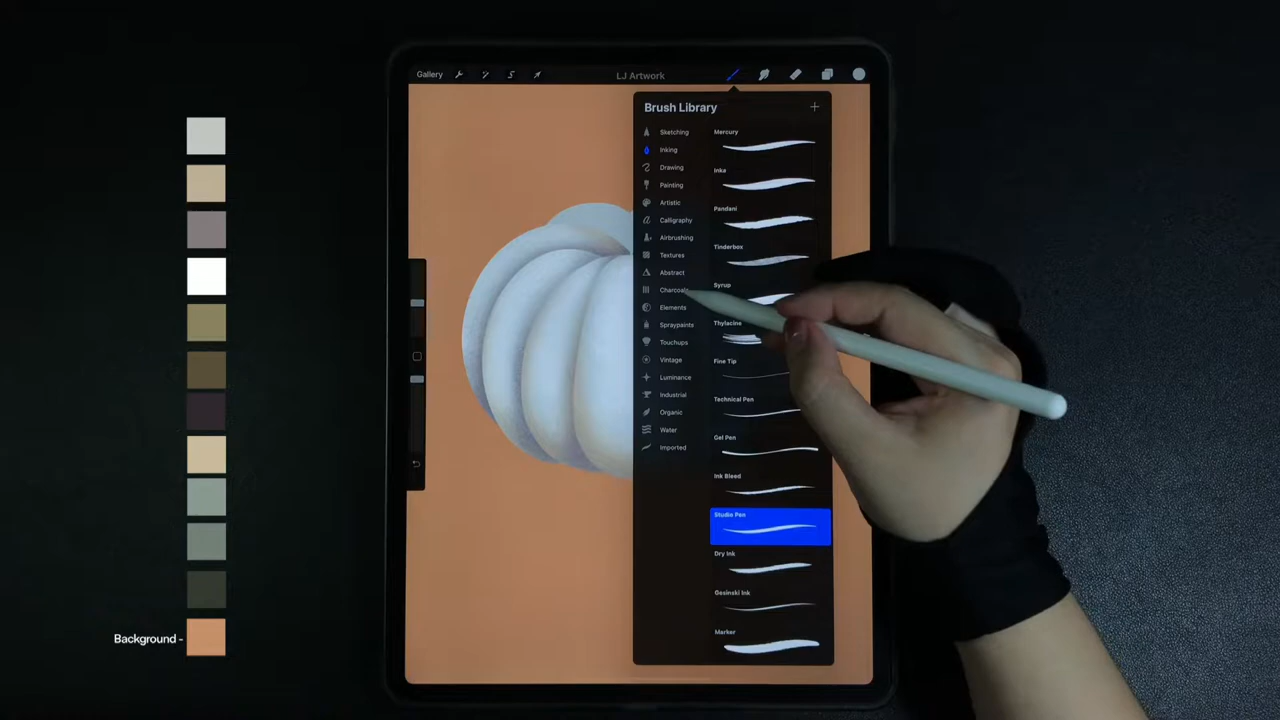 Gallery
LJ Artwork
Brush Library
Sketching
Inking
Drawing
Painting
Artistic
Calligraphy
Airbrushing
Textures
Abstract
Charcoals
Elements
Spraypaints
Touchups
Vintage
Luminance
Industrial
Organic
Water
Imported
Mercury
Inka
Pandani
Tinderbox
Syrup
Thylacine
Fine Tip
Technical Pen
Gel Pen
Ink Bleed
Studio Pen
Dry Ink
Gesinski Ink
Marker
Background -